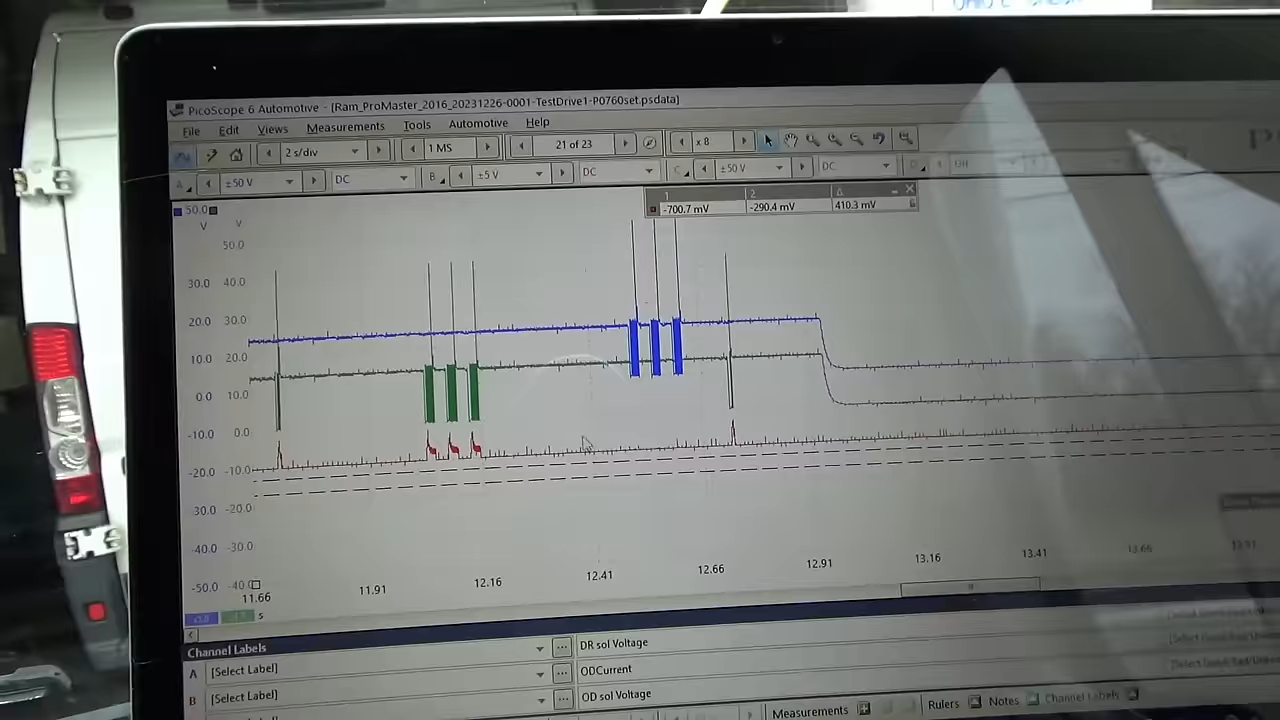 PicoScope 6 Automotive - [Ram_ProMaster_2016_20231226-0001-TestDrive1-P0760set.psdata]
File Edit Views Measurements Tools Automotive Help
2 s/div 1 MS 21 of 23 x 8
A ±50 V DC B ±5 V DC C ±50 V DC
1 2 Δ
-700.7 mV -290.4 mV 410.3 mV
50.0
V V
50.0
30.0 40.0
20.0 30.0
10.0 20.0
0.0 10.0
-10.0 0.0
-20.0 -10.0
30.0 -20.0
-40.0 -30.0
-50.0 -40.0
11.66 11.91 12.16 12.41 12.66 12.91 13.16 13.41 13.66 13.91
s
Channel Labels
A [Select Label] DR sol Voltage
B [Select Label] ODCurrent
OD sol Voltage
Measurements Rulers Notes Channel Labels